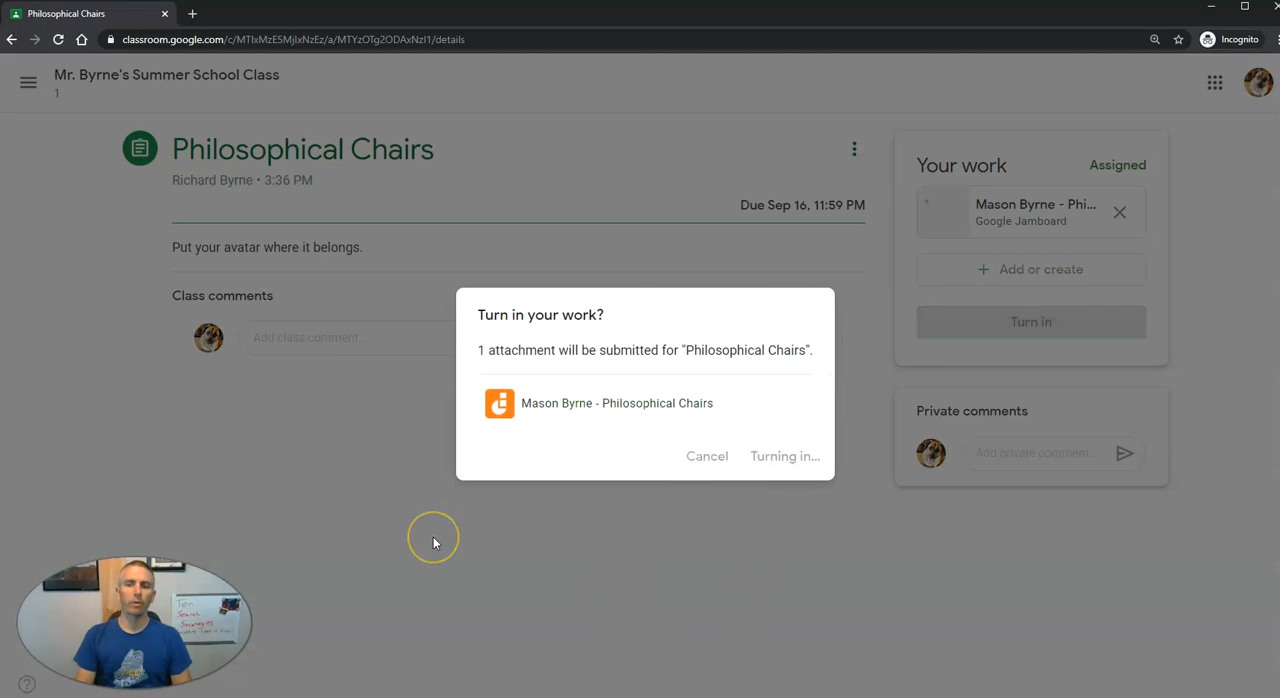 Philosophical Chairs
classroom.google.com/c/MTIxMzE5MjIxNzEz/a/MTYzOTg2ODAxNzI1/details
Incognito
Mr. Byrne's Summer School Class
1
Philosophical Chairs
Richard Byrne • 3:36 PM
Due Sep 16, 11:59 PM
Put your avatar where it belongs.
Class comments
Add class comment..
Your work
Assigned
Mason Byrne - Phi...
Google Jamboard
+ Add or create
Turn in
Private comments
Add private comment...
Turn in your work?
1 attachment will be submitted for "Philosophical Chairs".
Mason Byrne - Philosophical Chairs
Cancel
Turning in...
Ten
Search
Strategies